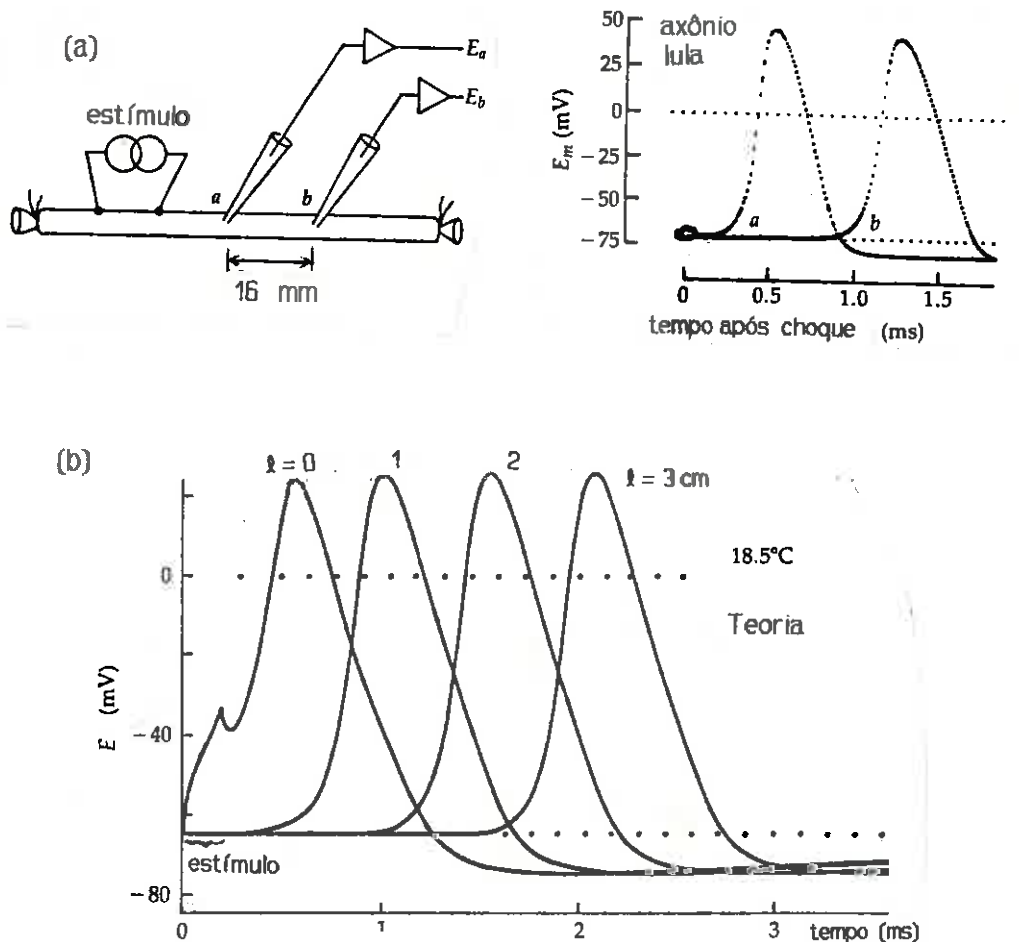 (a)
estímulo
E_a
E_b
a
b
16 mm
axônio
lula
E_m (mV)
50
25
0
−25
−50
−75
a
b
0 0.5 1.0 1.5
tempo após choque (ms)
(b)
ℓ = 0 1 2 ℓ = 3 cm
18.5°C
Teoria
E (mV)
0
−40
−80
estímulo
0 1 2 3 tempo (ms)